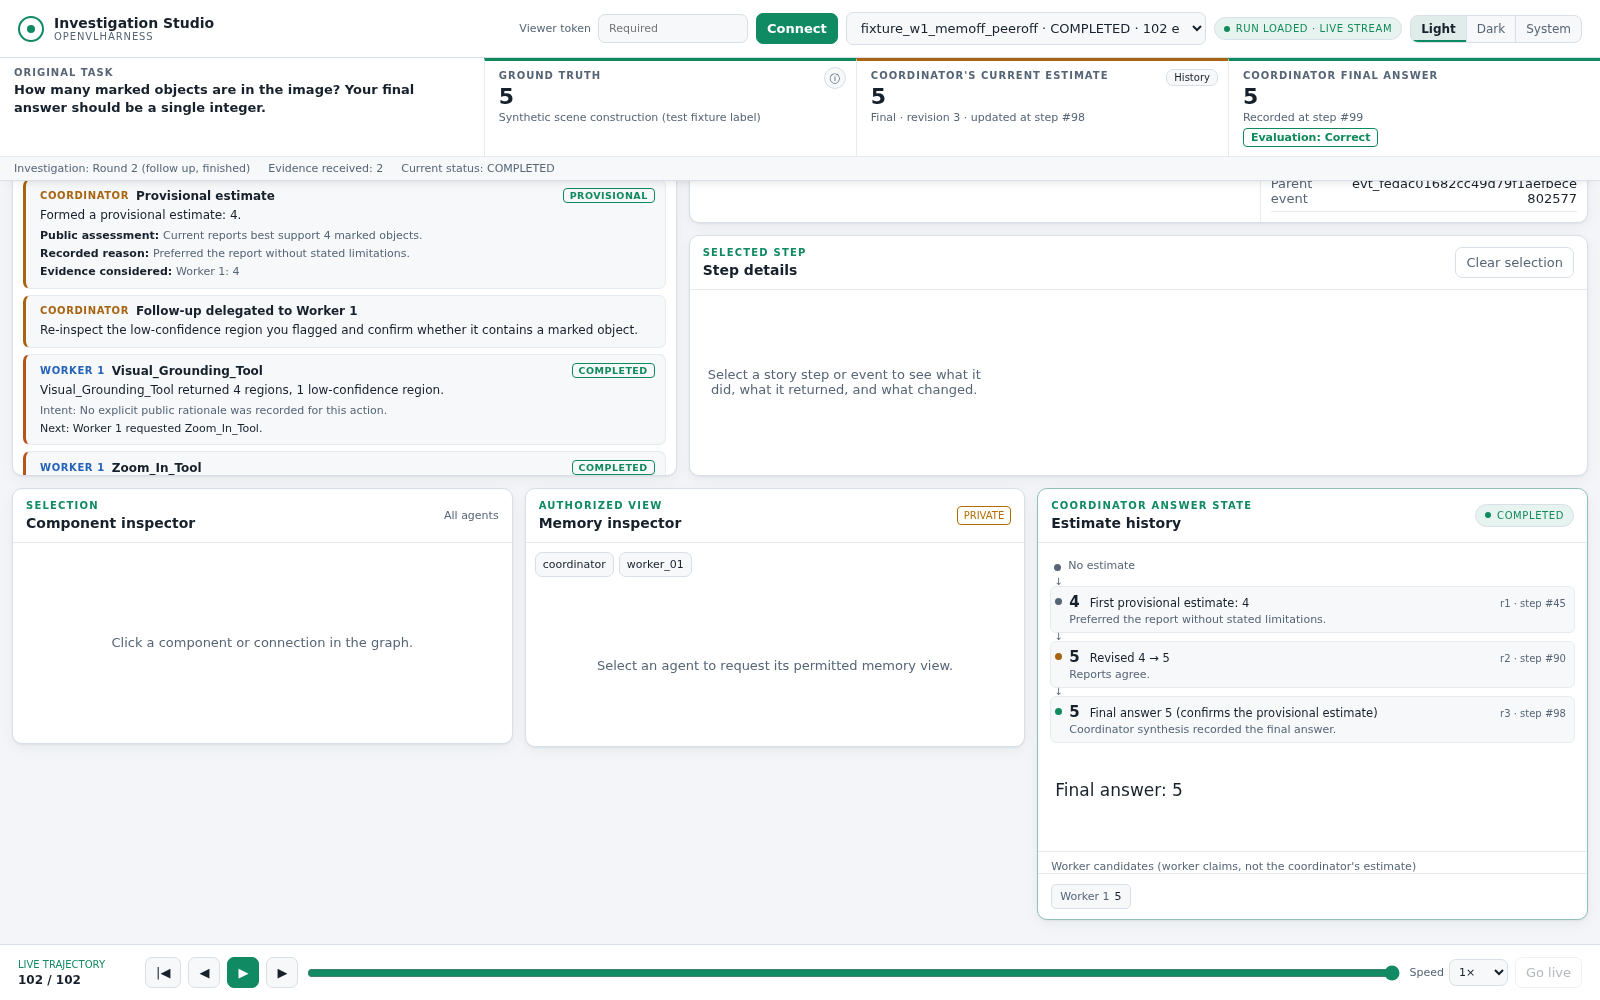 Investigation Studio
OPENVLHARNESS
Viewer token
Required
Connect
fixture_w1_memoff_peeroff · COMPLETED · 102 e
RUN LOADED · LIVE STREAM
Light
Dark
System
ORIGINAL TASK
How many marked objects are in the image? Your final
answer should be a single integer.
GROUND TRUTH
5
Synthetic scene construction (test fixture label)
COORDINATOR'S CURRENT ESTIMATE
History
5
Final · revision 3 · updated at step #98
COORDINATOR FINAL ANSWER
5
Recorded at step #99
Evaluation: Correct
Investigation: Round 2 (follow up, finished)
Evidence received: 2
Current status: COMPLETED
COORDINATOR Provisional estimate
PROVISIONAL
Formed a provisional estimate: 4.
Public assessment: Current reports best support 4 marked objects.
Recorded reason: Preferred the report without stated limitations.
Evidence considered: Worker 1: 4
COORDINATOR Follow-up delegated to Worker 1
Re-inspect the low-confidence region you flagged and confirm whether it contains a marked object.
WORKER 1 Visual_Grounding_Tool
COMPLETED
Visual_Grounding_Tool returned 4 regions, 1 low-confidence region.
Intent: No explicit public rationale was recorded for this action.
Next: Worker 1 requested Zoom_In_Tool.
WORKER 1 Zoom_In_Tool
COMPLETED
Parent event
evt_fedac01682cc49d79f1aefbece802577
SELECTED STEP
Step details
Clear selection
Select a story step or event to see what it
did, what it returned, and what changed.
SELECTION
Component inspector
All agents
Click a component or connection in the graph.
AUTHORIZED VIEW
Memory inspector
PRIVATE
coordinator
worker_01
Select an agent to request its permitted memory view.
COORDINATOR ANSWER STATE
Estimate history
COMPLETED
No estimate
↓
4 First provisional estimate: 4
r1 · step #45
Preferred the report without stated limitations.
↓
5 Revised 4 → 5
r2 · step #90
Reports agree.
↓
5 Final answer 5 (confirms the provisional estimate)
r3 · step #98
Coordinator synthesis recorded the final answer.
Final answer: 5
Worker candidates (worker claims, not the coordinator's estimate)
Worker 1 5
LIVE TRAJECTORY
102 / 102
Speed
1×
Go live